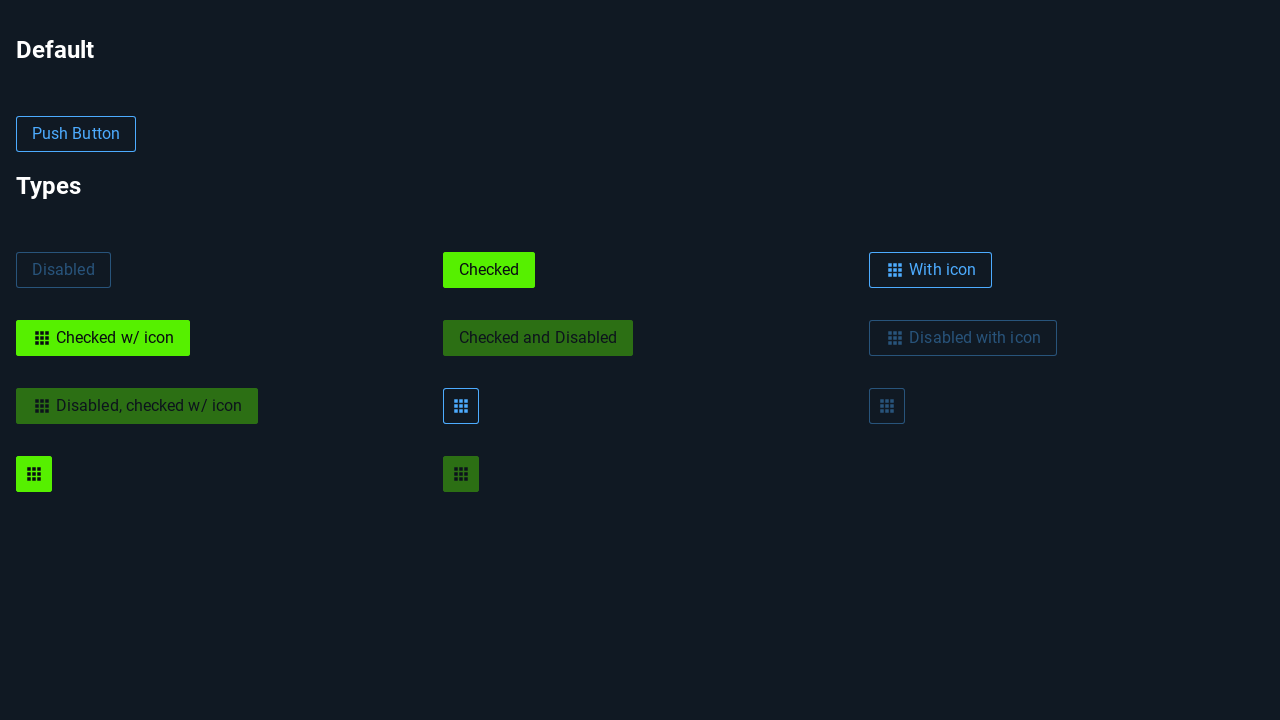 Default
Push Button
Types
Disabled
Checked
With icon
Checked w/ icon
Checked and Disabled
Disabled with icon
Disabled, checked w/ icon